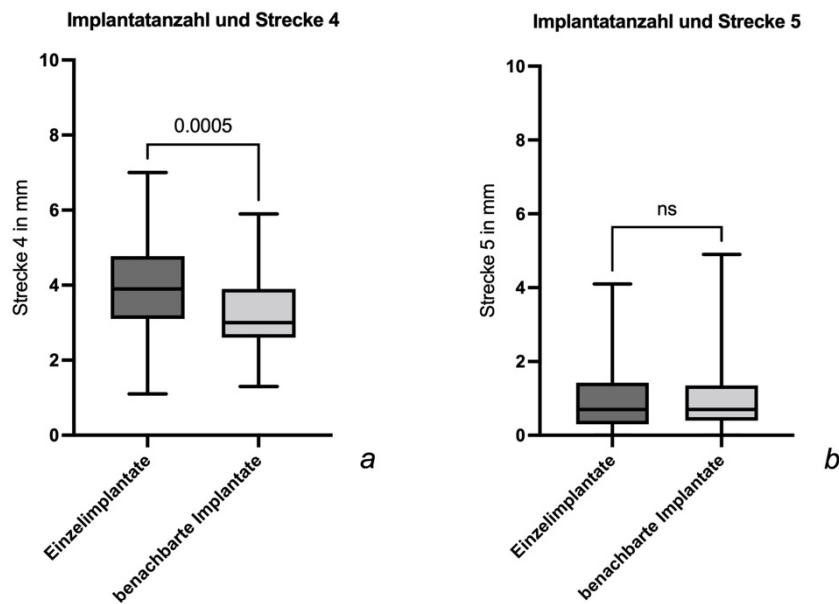 Implantatanzahl und Strecke 4
Strecke 4 in mm
10
8
6
4
2
0
0.0005
Einzelimplantate
benachbarte Implantate
a
Implantatanzahl und Strecke 5
Strecke 5 in mm
10
8
6
4
2
0
ns
Einzelimplantate
benachbarte Implantate
b